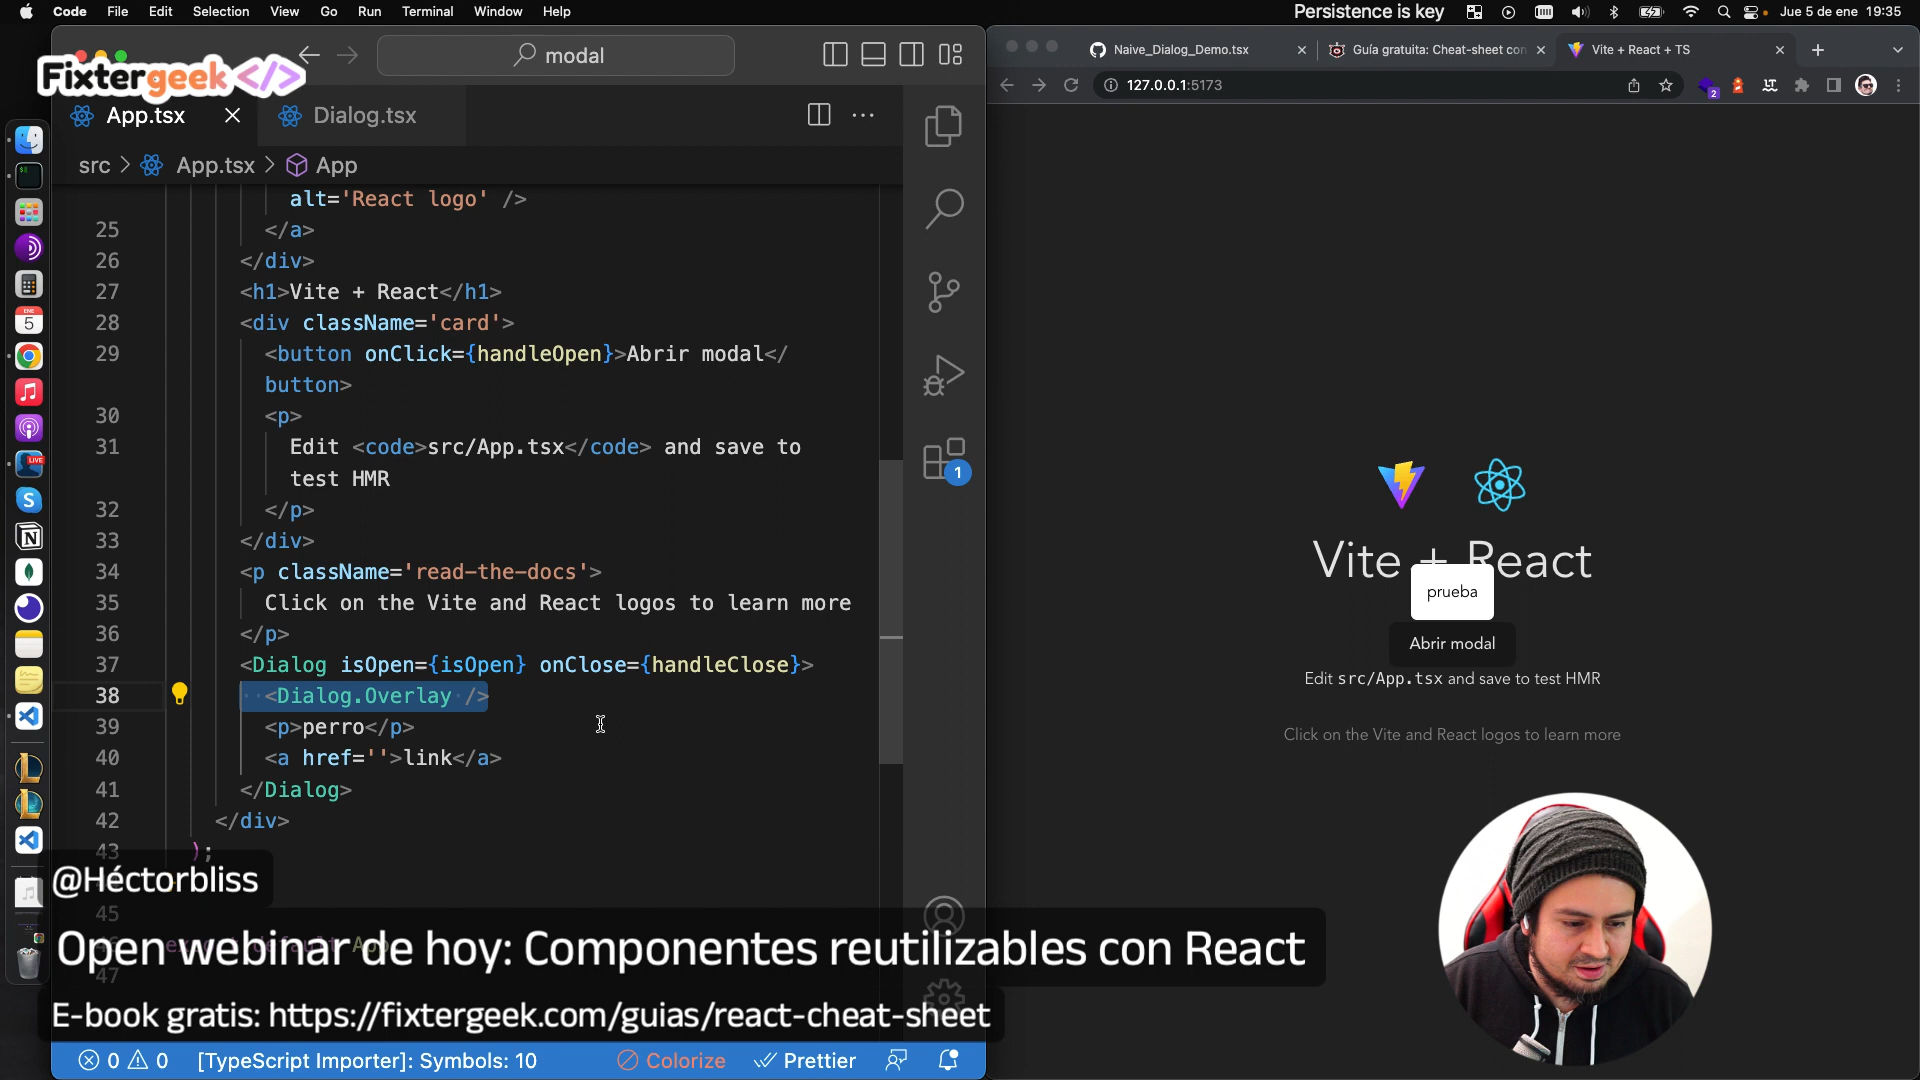 Code File Edit Selection View Go Run Terminal Window Help
Persistence is key
Jue 5 de ene 19:35
Fixtergeek </>
modal
App.tsx
Dialog.tsx
src > App.tsx > App
alt='React logo' />
25 </a>
26 </div>
27 <h1>Vite + React</h1>
28 <div className='card'>
29 <button onClick={handleOpen}>Abrir modal</
button>
30 <p>
31 Edit <code>src/App.tsx</code> and save to
test HMR
32 </p>
33 </div>
34 <p className='read-the-docs'>
35 Click on the Vite and React logos to learn more
36 </p>
37 <Dialog isOpen={isOpen} onClose={handleClose}>
38 <Dialog.Overlay />
39 <p>perro</p>
40 <a href=''>link</a>
41 </Dialog>
42 </div>
43 );
45
47
1
@Héctorbliss
Open webinar de hoy: Componentes reutilizables con React
E-book gratis: https://fixtergeek.com/guias/react-cheat-sheet
0 0 [TypeScript Importer]: Symbols: 10 Colorize Prettier
Naive_Dialog_Demo.tsx
Guía gratuita: Cheat-sheet con
Vite + React + TS
127.0.0.1:5173
2
Vite + React
prueba
Abrir modal
Edit src/App.tsx and save to test HMR
Click on the Vite and React logos to learn more
ENE
5
LIVE